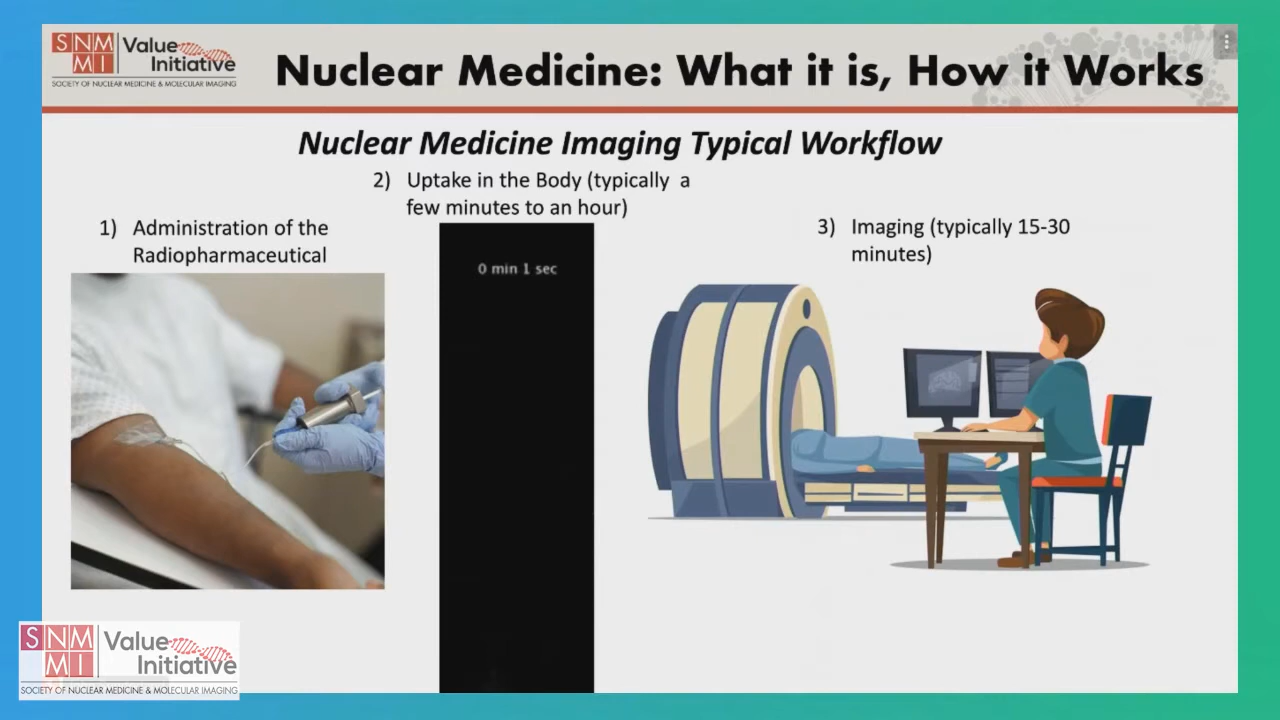 SNM
MI
Value
Initiative
SOCIETY OF NUCLEAR MEDICINE & MOLECULAR IMAGING
Nuclear Medicine: What it is, How it Works
Nuclear Medicine Imaging Typical Workflow
1) Administration of the
Radiopharmaceutical
2) Uptake in the Body (typically a
few minutes to an hour)
0 min 1 sec
3) Imaging (typically 15-30
minutes)
SNM
MI
Value
Initiative
SOCIETY OF NUCLEAR MEDICINE & MOLECULAR IMAGING